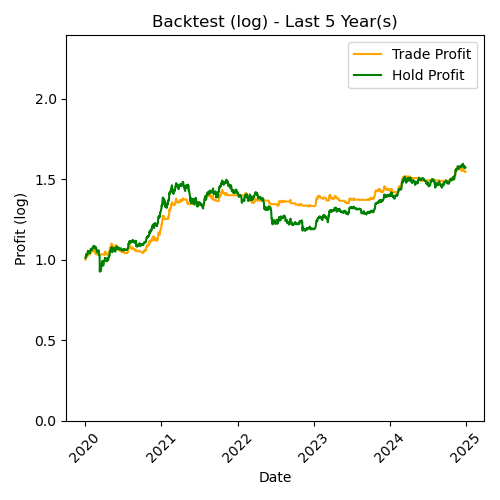 Backtest (log) - Last 5 Year(s)
Trade Profit
Hold Profit
Profit (log)
2.0
1.5
1.0
0.5
0.0
2020
2021
2022
2023
2024
2025
Date